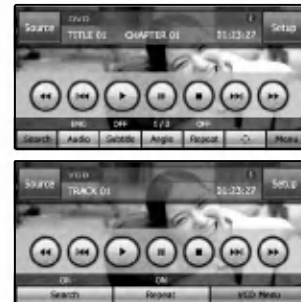 DVD
Source TITLE 01 CHAPTER 01 01:23:27 Setup
ENG OFF 1/3 OFF
Search Audio Subtitle Angle Repeat Menu
VCD
Source TRACK 01 01:23:27 Setup
ON ON
Search Repeat VCD Menu